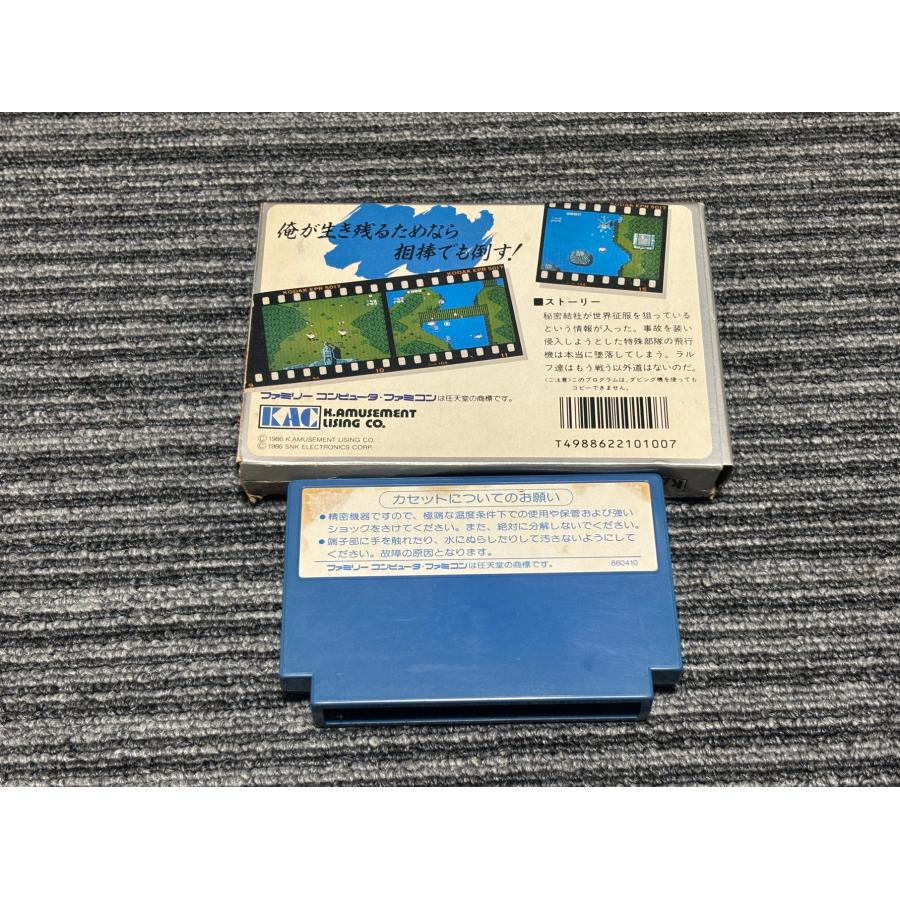 俺が生き残るためなら
相棒でも倒す!
KODAK EPR 5017
KODAK EPR 5017
10
11
■ストーリー
秘密結社が世界征服を狙っている
という情報が入った。事故を装い
侵入しようとした特殊部隊の飛行
機は本当に墜落してしまう。ラル
フ達はもう戦う以外道はないのだ。
(ご注意)このプログラムは、ダビング機を使っても
コピーできません。
ファミリー コンピュータ・ファミコンは任天堂の商標です。
KAC K.AMUSEMENT
LISING CO.
©1986 K.AMUSEMENT LISING CO.
©1986 SNK ELECTRONICS CORP.
T4988622101007
カセットについてのお願い
●精密機器ですので、極端な温度条件下での使用や保管および強い
ショックをさけてください。また、絶対に分解しないでください。
●端子部に手を触れたり、水にぬらしたりして汚さないようにして
ください。故障の原因となります。
ファミリー コンピュータ・ファミコンは任天堂の商標です。
860410